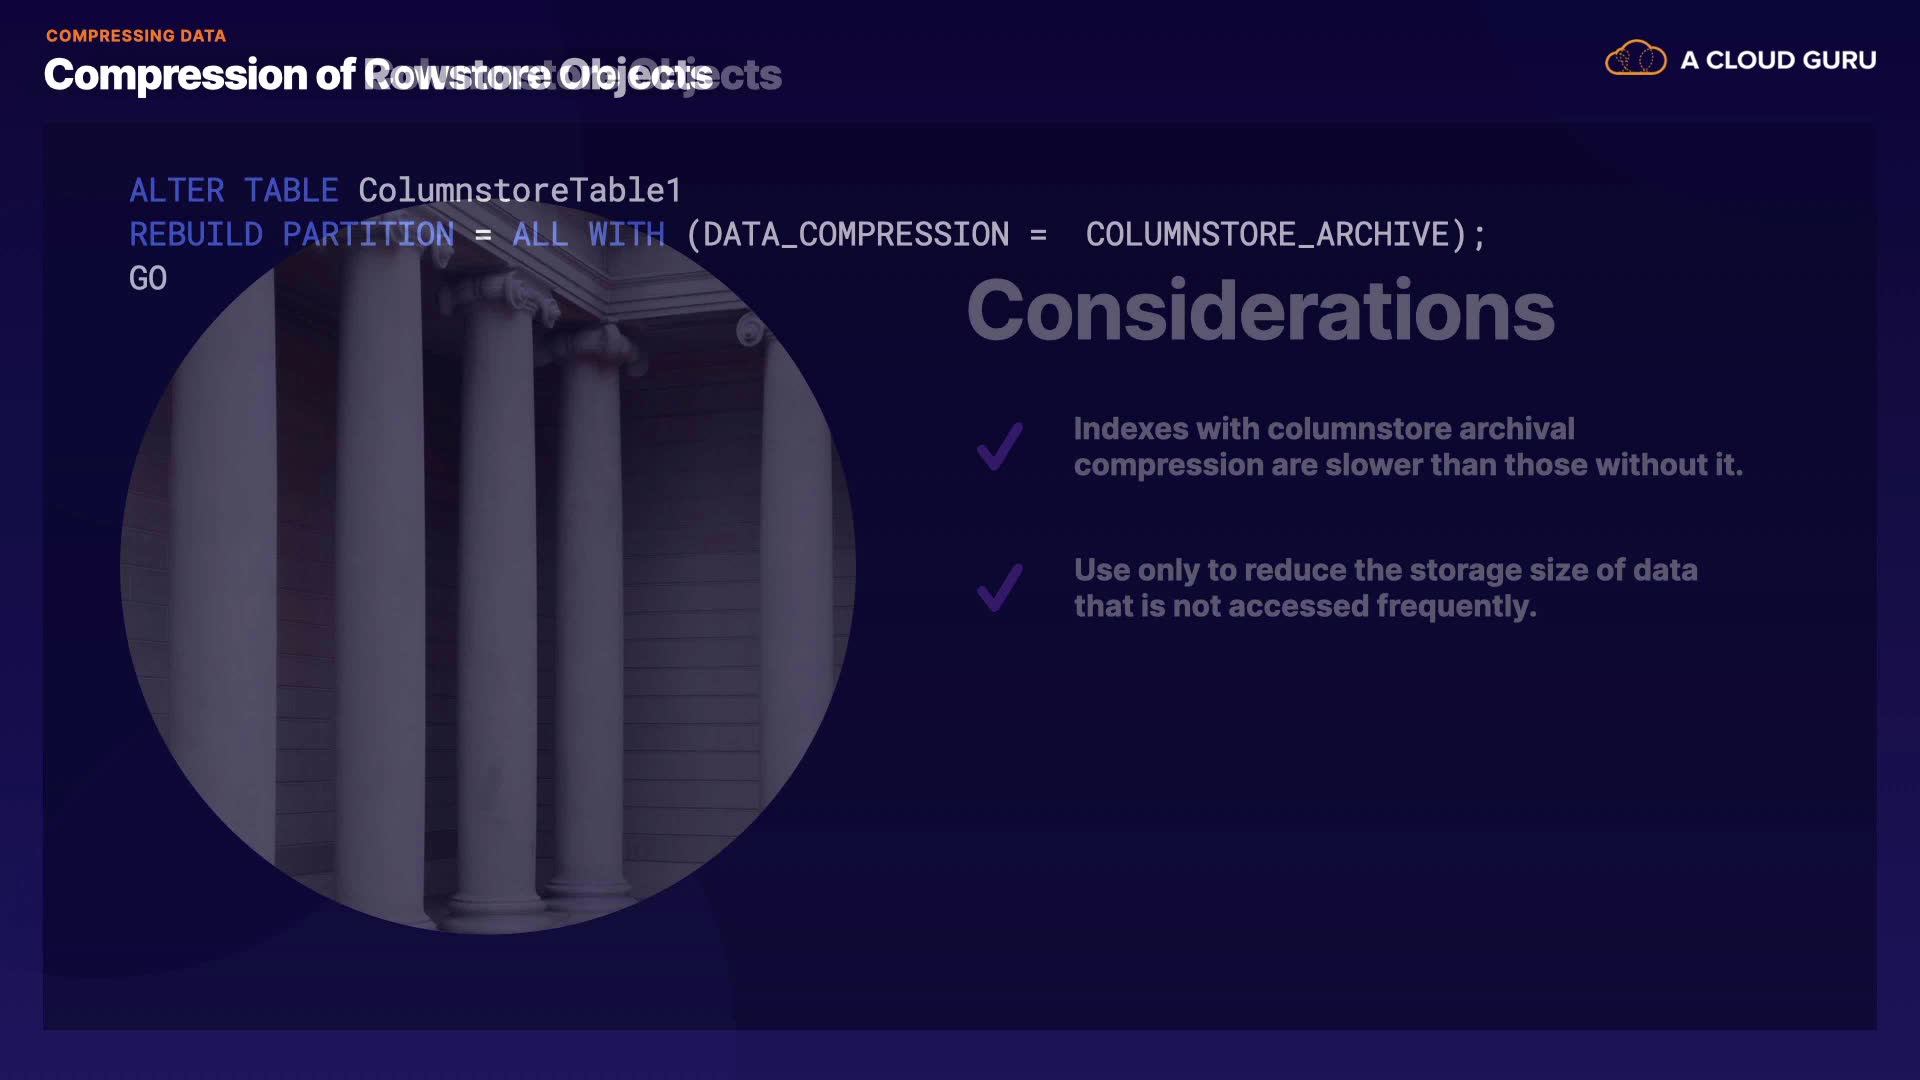 COMPRESSING DATA
Compression of Rowstore Objects
A CLOUD GURU
ALTER TABLE ColumnstoreTable1
REBUILD PARTITION = ALL WITH (DATA_COMPRESSION =  COLUMNSTORE_ARCHIVE);
GO
Considerations
Indexes with columnstore archival
compression are slower than those without it.
Use only to reduce the storage size of data
that is not accessed frequently.